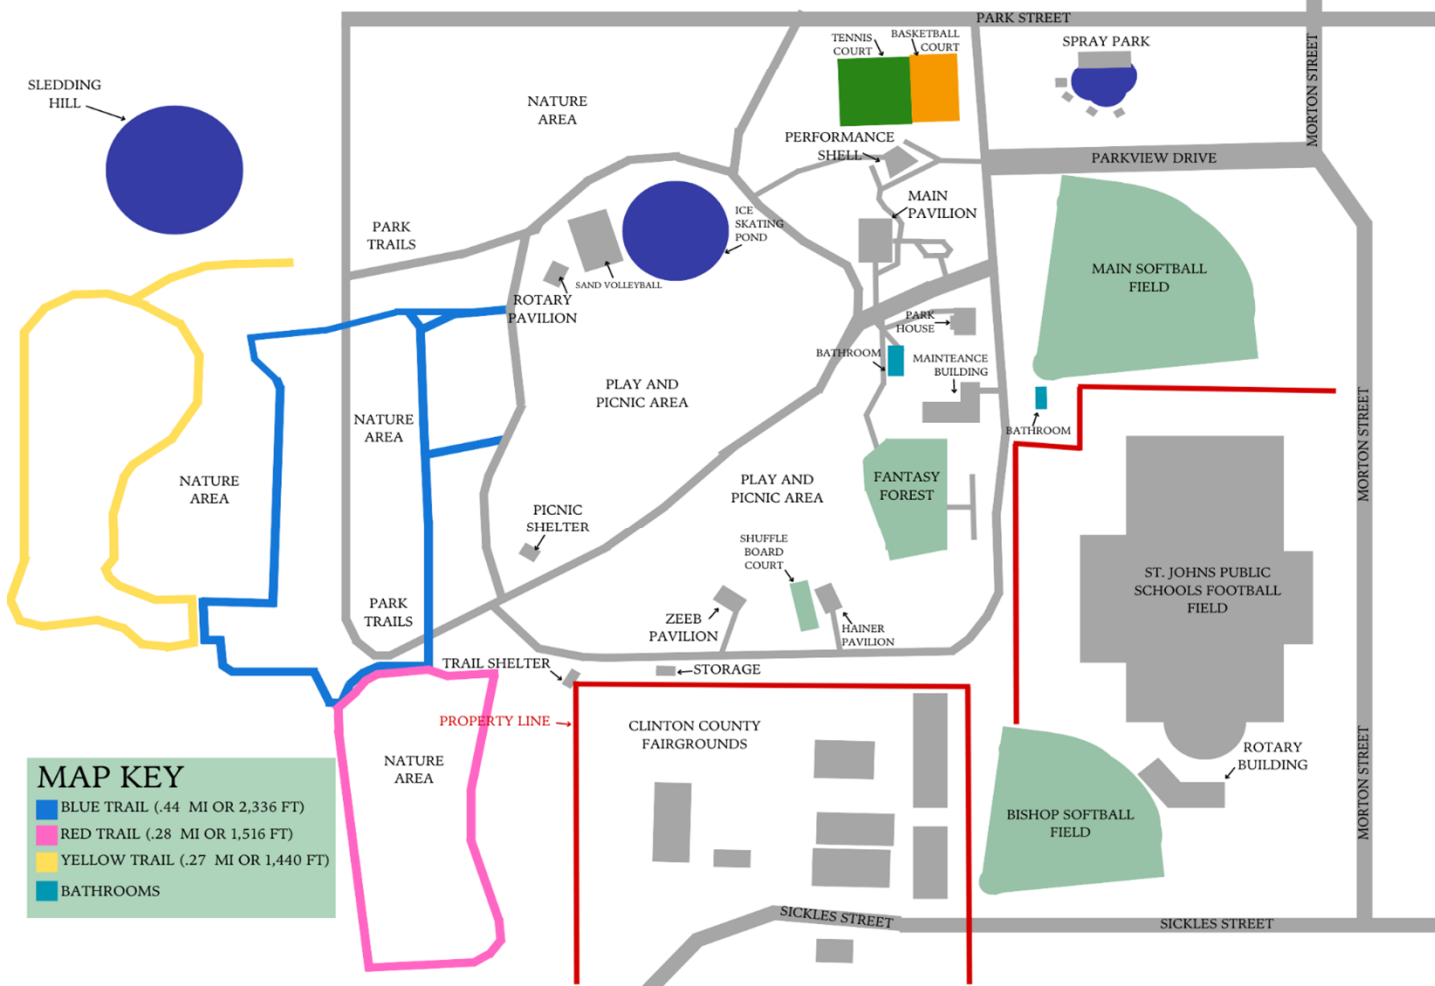 PARK STREET
TENNIS
COURT
BASKETBALL
COURT
SPRAY PARK
MORTON STREET
SLEDDING
HILL
NATURE
AREA
PERFORMANCE
SHELL
PARKVIEW DRIVE
MAIN
PAVILION
ICE
SKATING
POND
PARK
TRAILS
SAND VOLLEYBALL
ROTARY
PAVILION
MAIN SOFTBALL
FIELD
PARK
HOUSE
BATHROOM
MAINTEANCE
BUILDING
PLAY AND
PICNIC AREA
NATURE
AREA
BATHROOM
MORTON STREET
NATURE
AREA
PLAY AND
PICNIC AREA
FANTASY
FOREST
PICNIC
SHELTER
SHUFFLE
BOARD
COURT
ST. JOHNS PUBLIC
SCHOOLS FOOTBALL
FIELD
PARK
TRAILS
ZEEB
PAVILION
HAINER
PAVILION
TRAIL SHELTER
STORAGE
PROPERTY LINE
CLINTON COUNTY
FAIRGROUNDS
NATURE
AREA
ROTARY
BUILDING
MORTON STREET
BISHOP SOFTBALL
FIELD
MAP KEY
BLUE TRAIL (.44 MI OR 2,336 FT)
RED TRAIL (.28 MI OR 1,516 FT)
YELLOW TRAIL (.27 MI OR 1,440 FT)
BATHROOMS
SICKLES STREET
SICKLES STREET